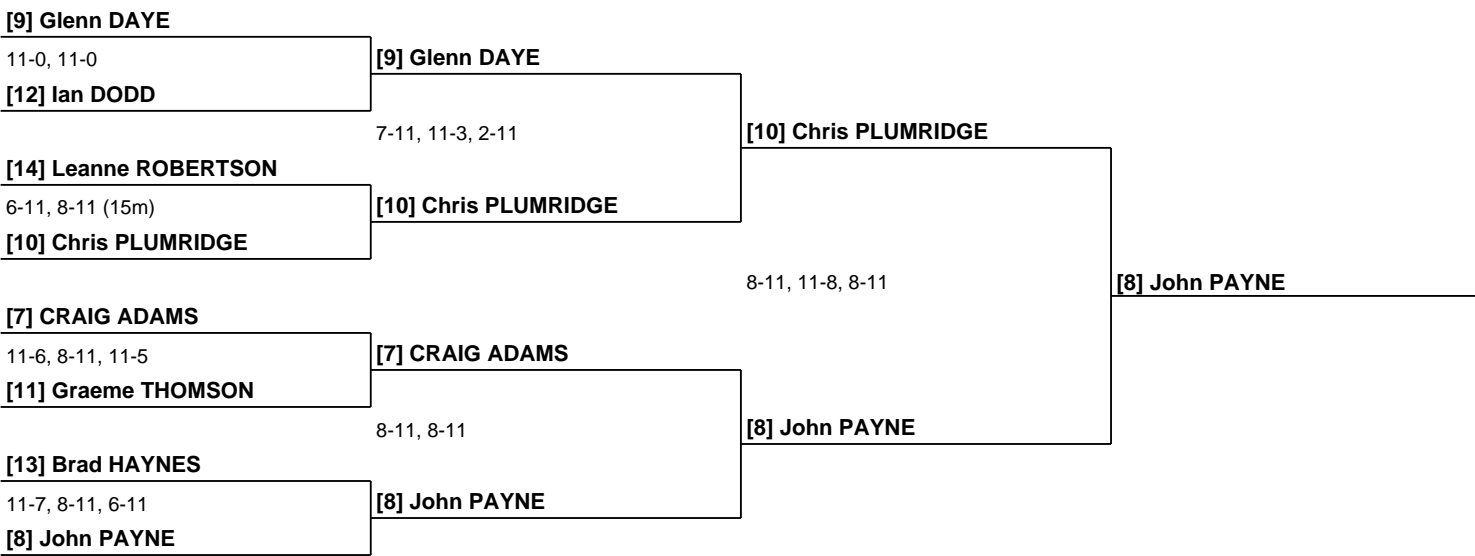 [9] Glenn DAYE
11-0, 11-0
[9] Glenn DAYE
[12] Ian DODD
7-11, 11-3, 2-11
[10] Chris PLUMRIDGE
[14] Leanne ROBERTSON
6-11, 8-11 (15m)
[10] Chris PLUMRIDGE
[10] Chris PLUMRIDGE
8-11, 11-8, 8-11
[8] John PAYNE
[7] CRAIG ADAMS
11-6, 8-11, 11-5
[7] CRAIG ADAMS
[11] Graeme THOMSON
8-11, 8-11
[8] John PAYNE
[13] Brad HAYNES
11-7, 8-11, 6-11
[8] John PAYNE
[8] John PAYNE